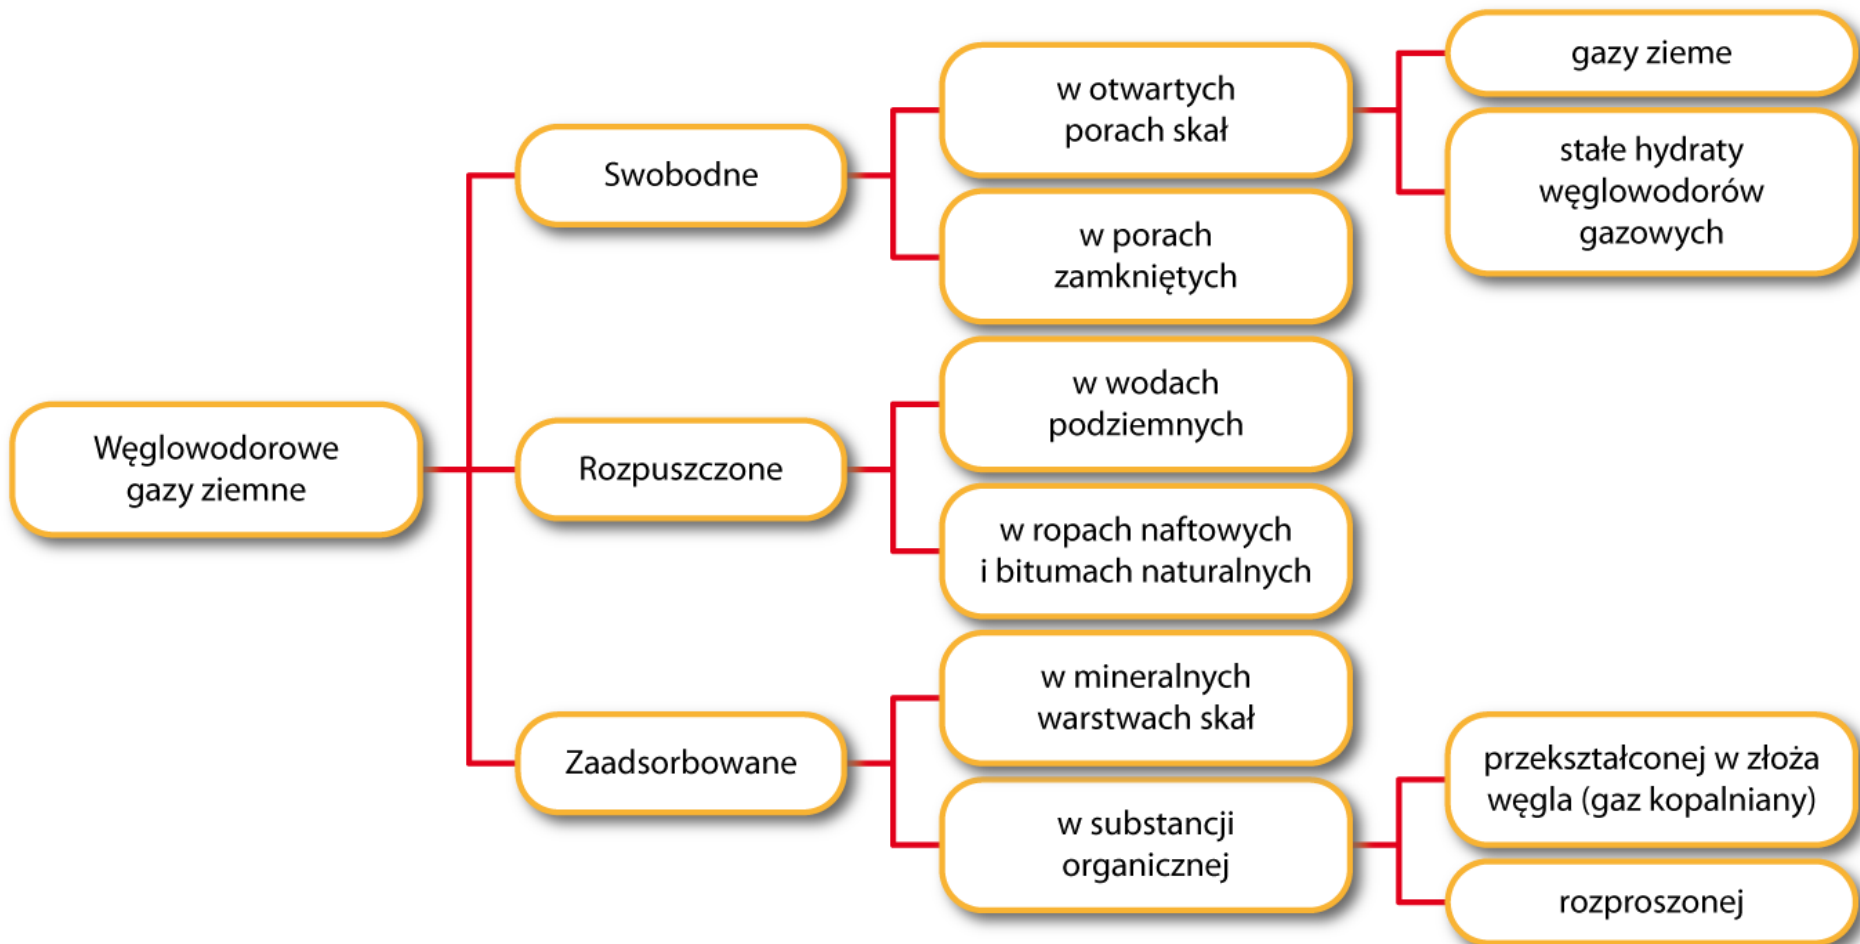 Węglowodorowe
gazy ziemne
Swobodne
w otwartych
porach skał
gazy zieme
stałe hydraty
węglowodorów
gazowych
w porach
zamkniętych
Rozpuszczone
w wodach
podziemnych
w ropach naftowych
i bitumach naturalnych
Zaadsorbowane
w mineralnych
warstwach skał
w substancji
organicznej
przekształconej w złoża
węgla (gaz kopalniany)
rozproszonej